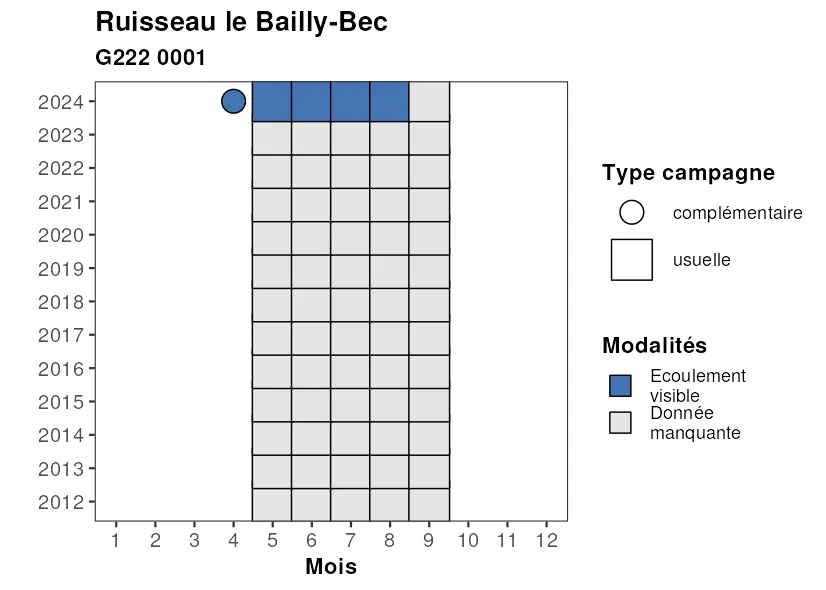 Ruisseau le Bailly-Bec
G222 0001
2024
2023
2022
2021
2020
2019
2018
2017
2016
2015
2014
2013
2012
1 2 3 4 5 6 7 8 9 10 11 12
Mois
Type campagne
complémentaire
usuelle
Modalités
Ecoulement
visible
Donnée
manquante